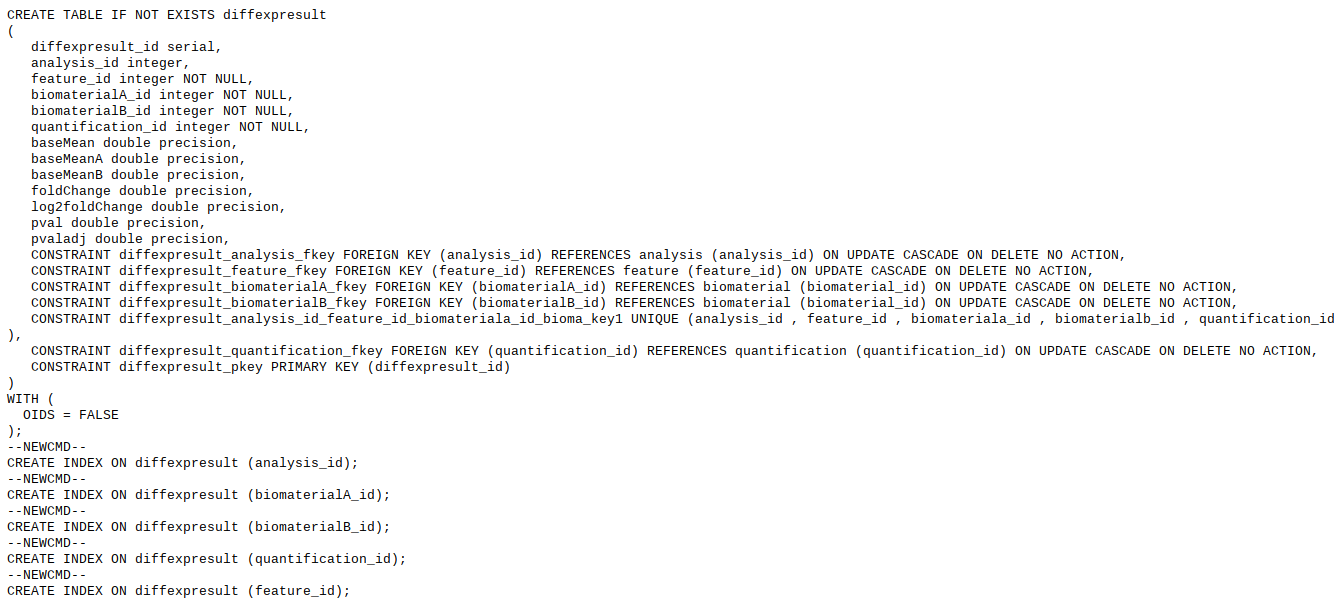 CREATE TABLE IF NOT EXISTS diffexpresult
(
   diffexpresult_id serial,
   analysis_id integer,
   feature_id integer NOT NULL,
   biomaterialA_id integer NOT NULL,
   biomaterialB_id integer NOT NULL,
   quantification_id integer NOT NULL,
   baseMean double precision,
   baseMeanA double precision,
   baseMeanB double precision,
   foldChange double precision,
   log2foldChange double precision,
   pval double precision,
   pvaladj double precision,
   CONSTRAINT diffexpresult_analysis_fkey FOREIGN KEY (analysis_id) REFERENCES analysis (analysis_id) ON UPDATE CASCADE ON DELETE NO ACTION,
   CONSTRAINT diffexpresult_feature_fkey FOREIGN KEY (feature_id) REFERENCES feature (feature_id) ON UPDATE CASCADE ON DELETE NO ACTION,
   CONSTRAINT diffexpresult_biomaterialA_fkey FOREIGN KEY (biomaterialA_id) REFERENCES biomaterial (biomaterial_id) ON UPDATE CASCADE ON DELETE NO ACTION,
   CONSTRAINT diffexpresult_biomaterialB_fkey FOREIGN KEY (biomaterialB_id) REFERENCES biomaterial (biomaterial_id) ON UPDATE CASCADE ON DELETE NO ACTION,
   CONSTRAINT diffexpresult_analysis_id_feature_id_biomateriala_id_bioma_key1 UNIQUE (analysis_id , feature_id , biomateriala_id , biomaterialb_id , quantification_id
),
   CONSTRAINT diffexpresult_quantification_fkey FOREIGN KEY (quantification_id) REFERENCES quantification (quantification_id) ON UPDATE CASCADE ON DELETE NO ACTION,
   CONSTRAINT diffexpresult_pkey PRIMARY KEY (diffexpresult_id)
)
WITH (
  OIDS = FALSE
);
--NEWCMD--
CREATE INDEX ON diffexpresult (analysis_id);
--NEWCMD--
CREATE INDEX ON diffexpresult (biomaterialA_id);
--NEWCMD--
CREATE INDEX ON diffexpresult (biomaterialB_id);
--NEWCMD--
CREATE INDEX ON diffexpresult (quantification_id);
--NEWCMD--
CREATE INDEX ON diffexpresult (feature_id);